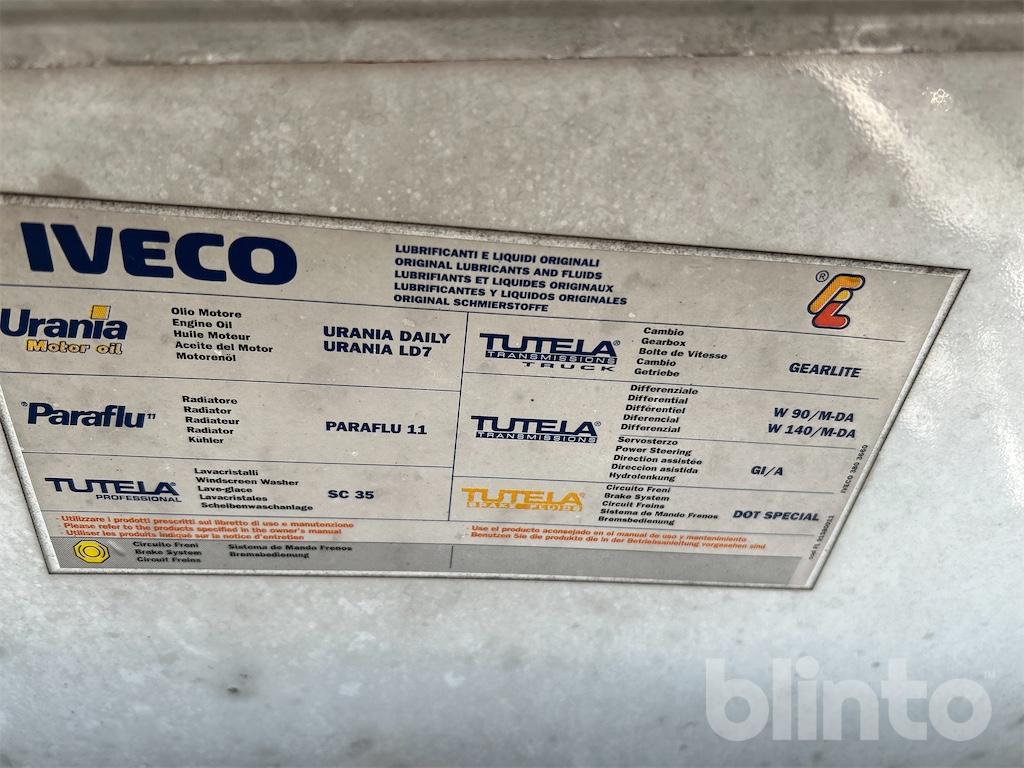 IVECO
LUBRIFICANTI E LIQUIDI ORIGINALI
ORIGINAL LUBRICANTS AND FLUIDS
LUBRIFIANTS ET LIQUIDES ORIGINAUX
LUBRIFICANTES Y LIQUIDOS ORIGINALES
ORIGINAL SCHMIERSTOFFE
® FL
Urania
Motor oil
Olio Motore
Engine Oil
Huile Moteur
Aceite del Motor
Motorenöl
URANIA DAILY
URANIA LD7
®Paraflu11
Radiatore
Radiator
Radiateur
Radiator
Kühler
PARAFLU 11
TUTELA®
PROFESSIONAL
Lavacristalli
Windscreen Washer
Lave-glace
Lavacristales
Scheibenwaschanlage
SC 35
TUTELA®
TRANSMISSIONS
TRUCK
Cambio
Gearbox
Boîte de Vitesse
Cambio
Getriebe
GEARLITE
TUTELA®
TRANSMISSIONS
Differenziale
Differential
Différentiel
Diferencial
Differenzial
W 90/M-DA
W 140/M-DA
Servosterzo
Power Steering
Direction assistée
Direccion asistida
Hydrolenkung
GI/A
TUTELA®
BRAKE FLUIDS
Circuito Freni
Brake System
Circuit Freins
Sistema de Mando Frenos
Bremsbedienung
DOT SPECIAL
- Utilizzare i prodotti prescritti sul libretto di uso e manutenzione
- Please refer to the products specified in the owner's manual
- Utiliser les produits indiqué sur la notice d'entretien
- Use el producto aconsejado en el manual de uso y mantenimiento
- Benutzen Sie die produkte die in der Betriebsanleitung vorgesehen sind
Circuito Freni
Brake System
Circuit Freins
Sistema de Mando Frenos
Bremsbedienung
IVECO 380 3660
blinto™